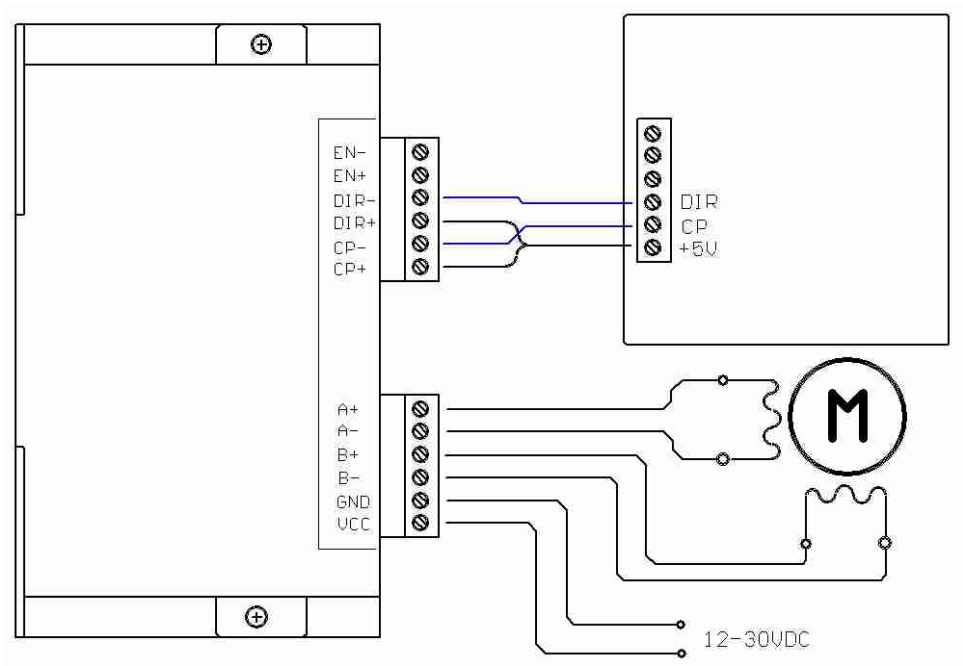 EN-
EN+
DIR-
DIR+
CP-
CP+
DIR
CP
+5V
A+
A-
B+
B-
GND
VCC
M
12-30VDC